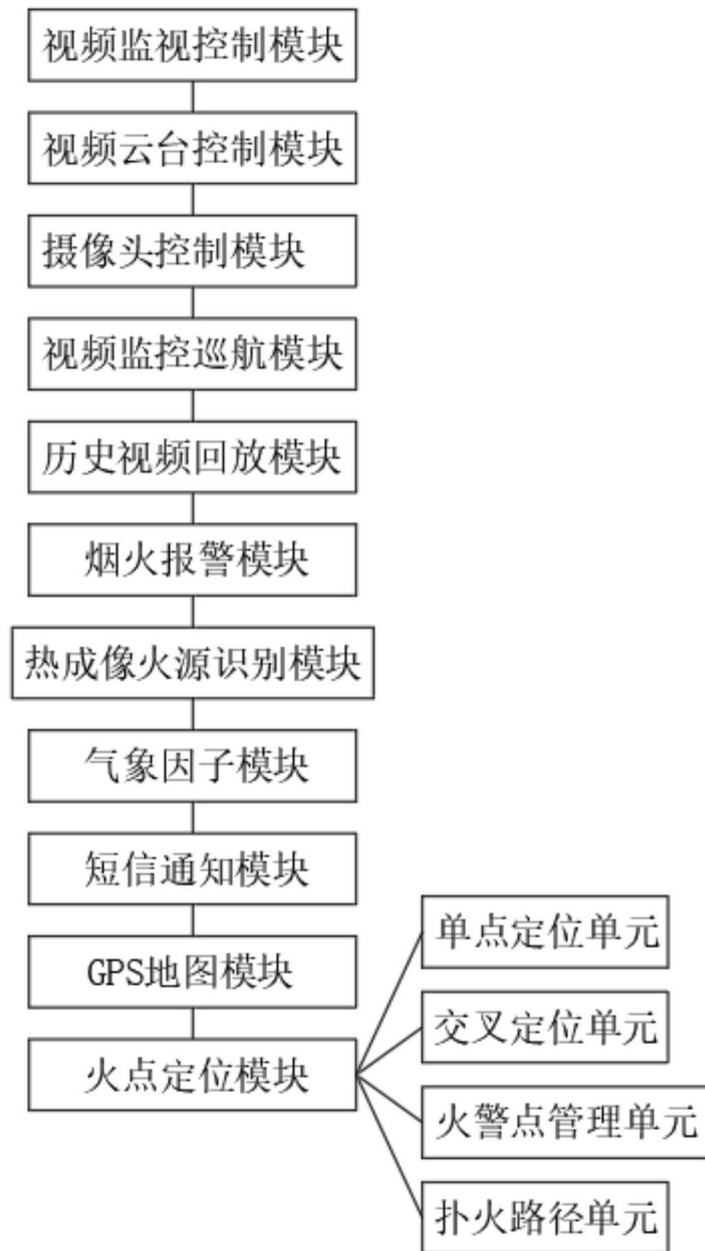 视频监视控制模块
视频云台控制模块
摄像头控制模块
视频监控巡航模块
历史视频回放模块
烟火报警模块
热成像火源识别模块
气象因子模块
短信通知模块
GPS地图模块
火点定位模块
单点定位单元
交叉定位单元
火警点管理单元
扑火路径单元